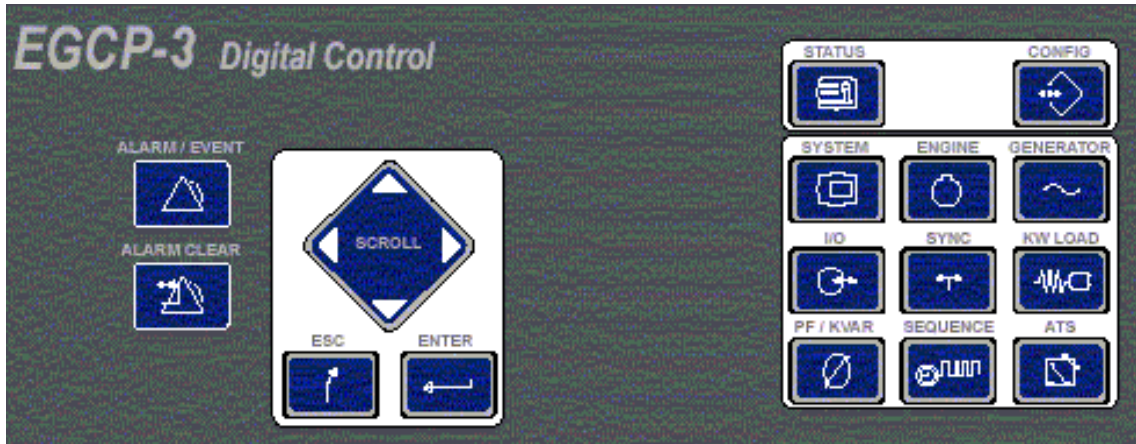 EGCP-3 Digital Control
STATUS
CONFIG
ALARM / EVENT
SYSTEM
ENGINE
GENERATOR
SCROLL
ALARM CLEAR
I/O
SYNC
KW LOAD
ESC
ENTER
PF / KVAR
SEQUENCE
ATS